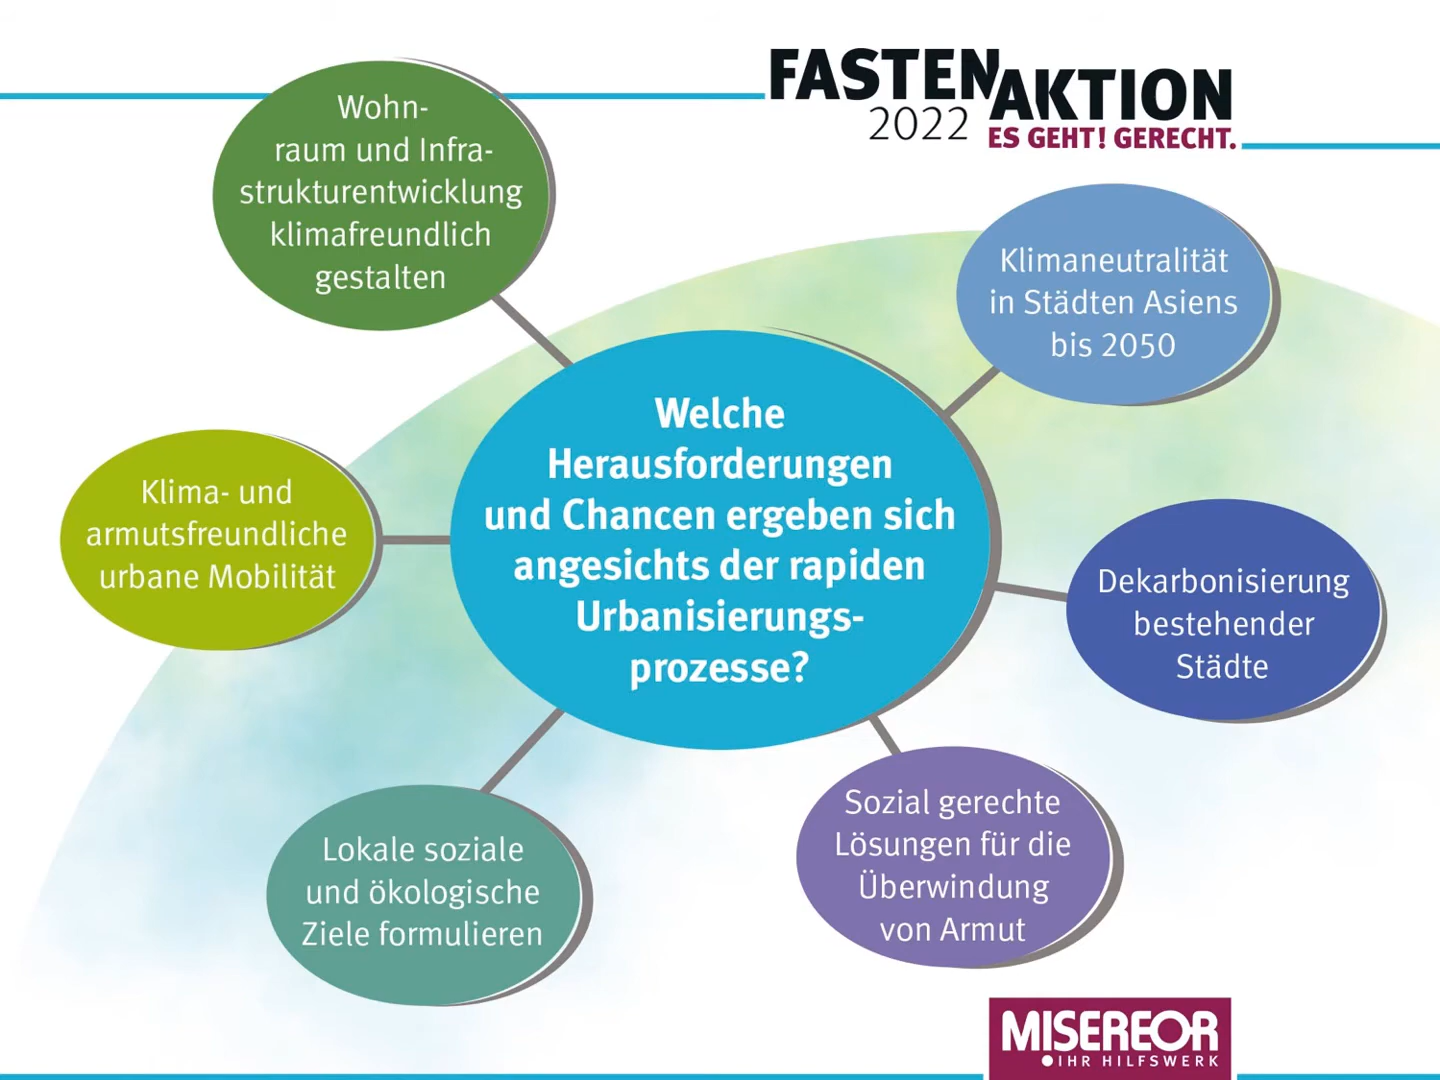 FASTENAKTION
2022 ES GEHT! GERECHT.
Wohn-
raum und Infra-
strukturentwicklung
klimafreundlich
gestalten
Klimaneutralität
in Städten Asiens
bis 2050
Welche
Herausforderungen
und Chancen ergeben sich
angesichts der rapiden
Urbanisierungs-
prozesse?
Klima- und
armutsfreundliche
urbane Mobilität
Dekarbonisierung
bestehender
Städte
Lokale soziale
und ökologische
Ziele formulieren
Sozial gerechte
Lösungen für die
Überwindung
von Armut
MISEREOR
IHR HILFSWERK